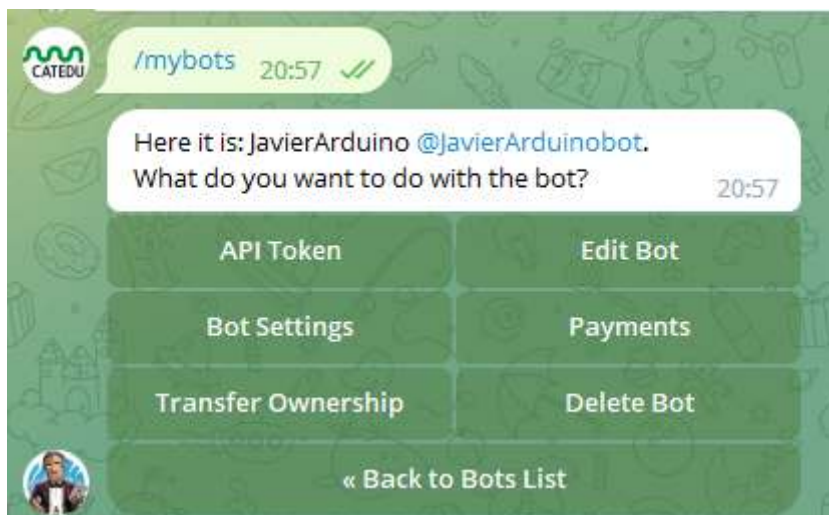 CATEDU
/mybots 20:57
Here it is: JavierArduino @JavierArduinobot.
What do you want to do with the bot? 20:57
API Token Edit Bot
Bot Settings Payments
Transfer Ownership Delete Bot
« Back to Bots List